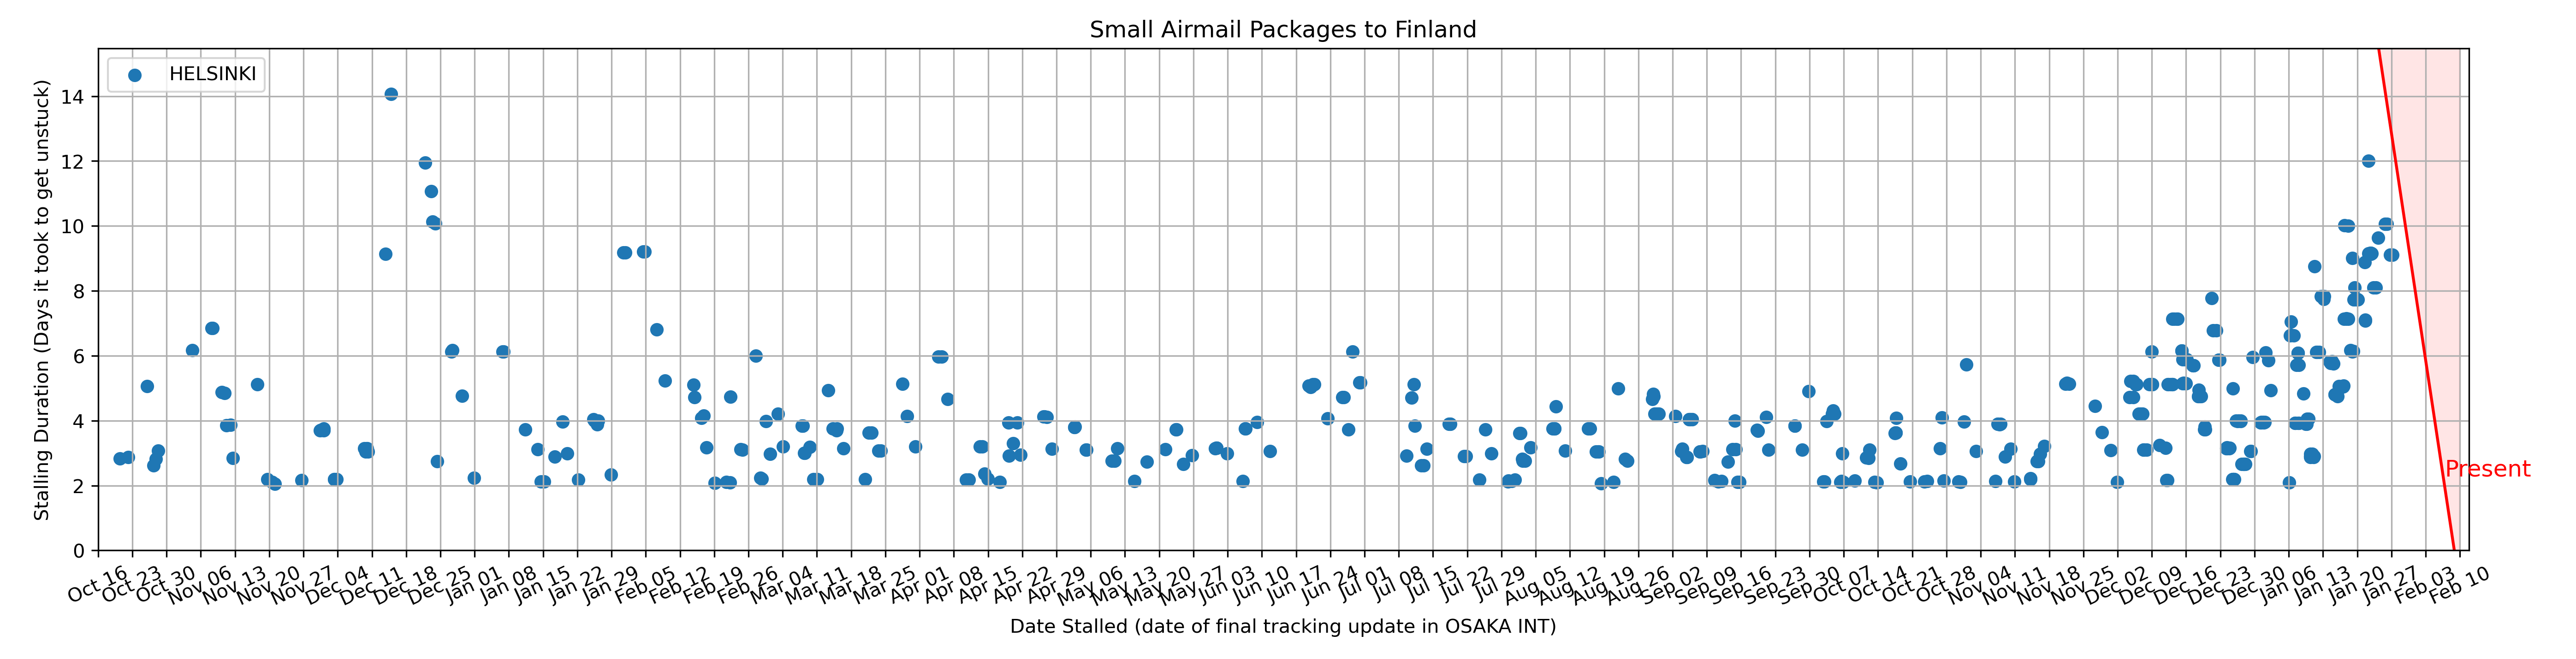 Small Airmail Packages to Finland
HELSINKI
Stalling Duration (Days it took to get unstuck)
14
12
10
8
6
4
2
0
Present
Oct 16
Oct 23
Oct 30
Nov 06
Nov 13
Nov 20
Nov 27
Dec 04
Dec 11
Dec 18
Dec 25
Jan 01
Jan 08
Jan 15
Jan 22
Jan 29
Feb 05
Feb 12
Feb 19
Feb 26
Mar 04
Mar 11
Mar 18
Mar 25
Apr 01
Apr 08
Apr 15
Apr 22
Apr 29
May 06
May 13
May 20
May 27
Jun 03
Jun 10
Jun 17
Jun 24
Jul 01
Jul 08
Jul 15
Jul 22
Jul 29
Aug 05
Aug 12
Aug 19
Aug 26
Sep 02
Sep 09
Sep 16
Sep 23
Sep 30
Oct 07
Oct 14
Oct 21
Oct 28
Nov 04
Nov 11
Nov 18
Nov 25
Dec 02
Dec 09
Dec 16
Dec 23
Dec 30
Jan 06
Jan 13
Jan 20
Jan 27
Feb 03
Feb 10
Date Stalled (date of final tracking update in OSAKA INT)